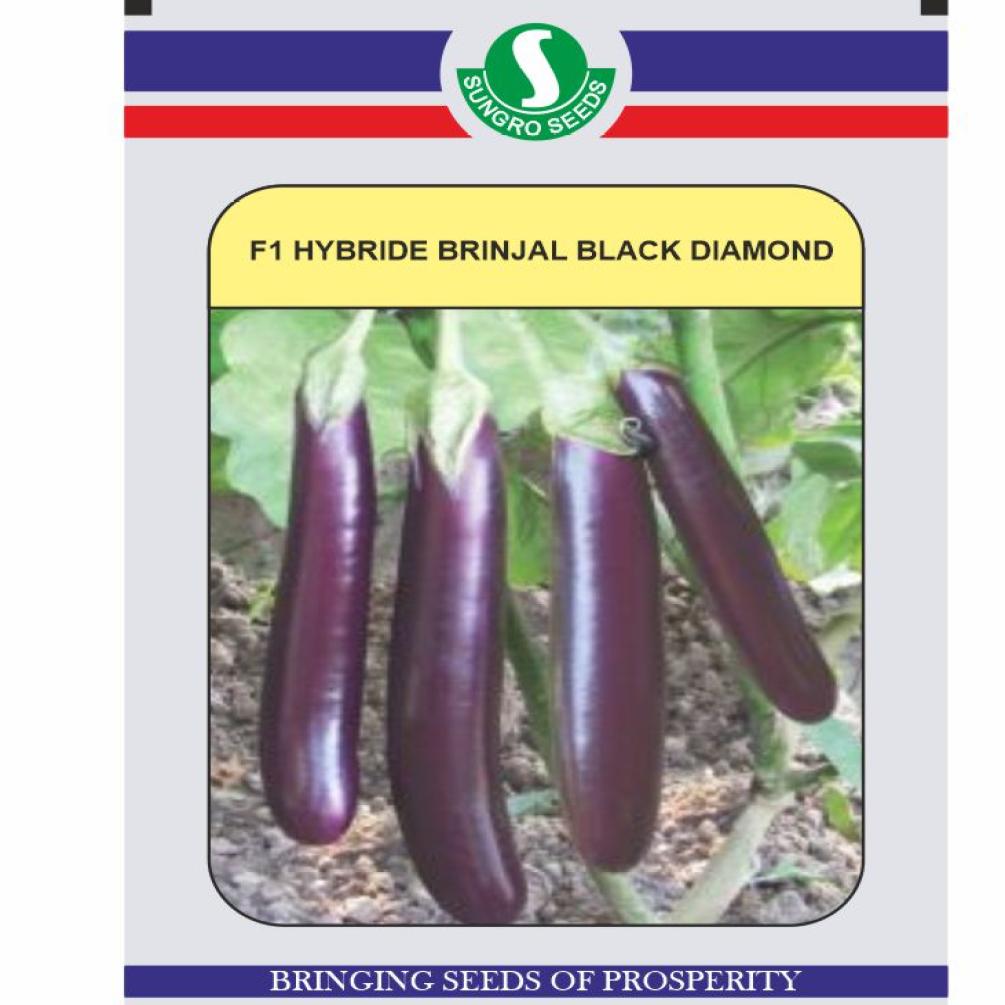 S
SUNGRO SEEDS
F1 HYBRIDE BRINJAL BLACK DIAMOND
BRINGING SEEDS OF PROSPERITY